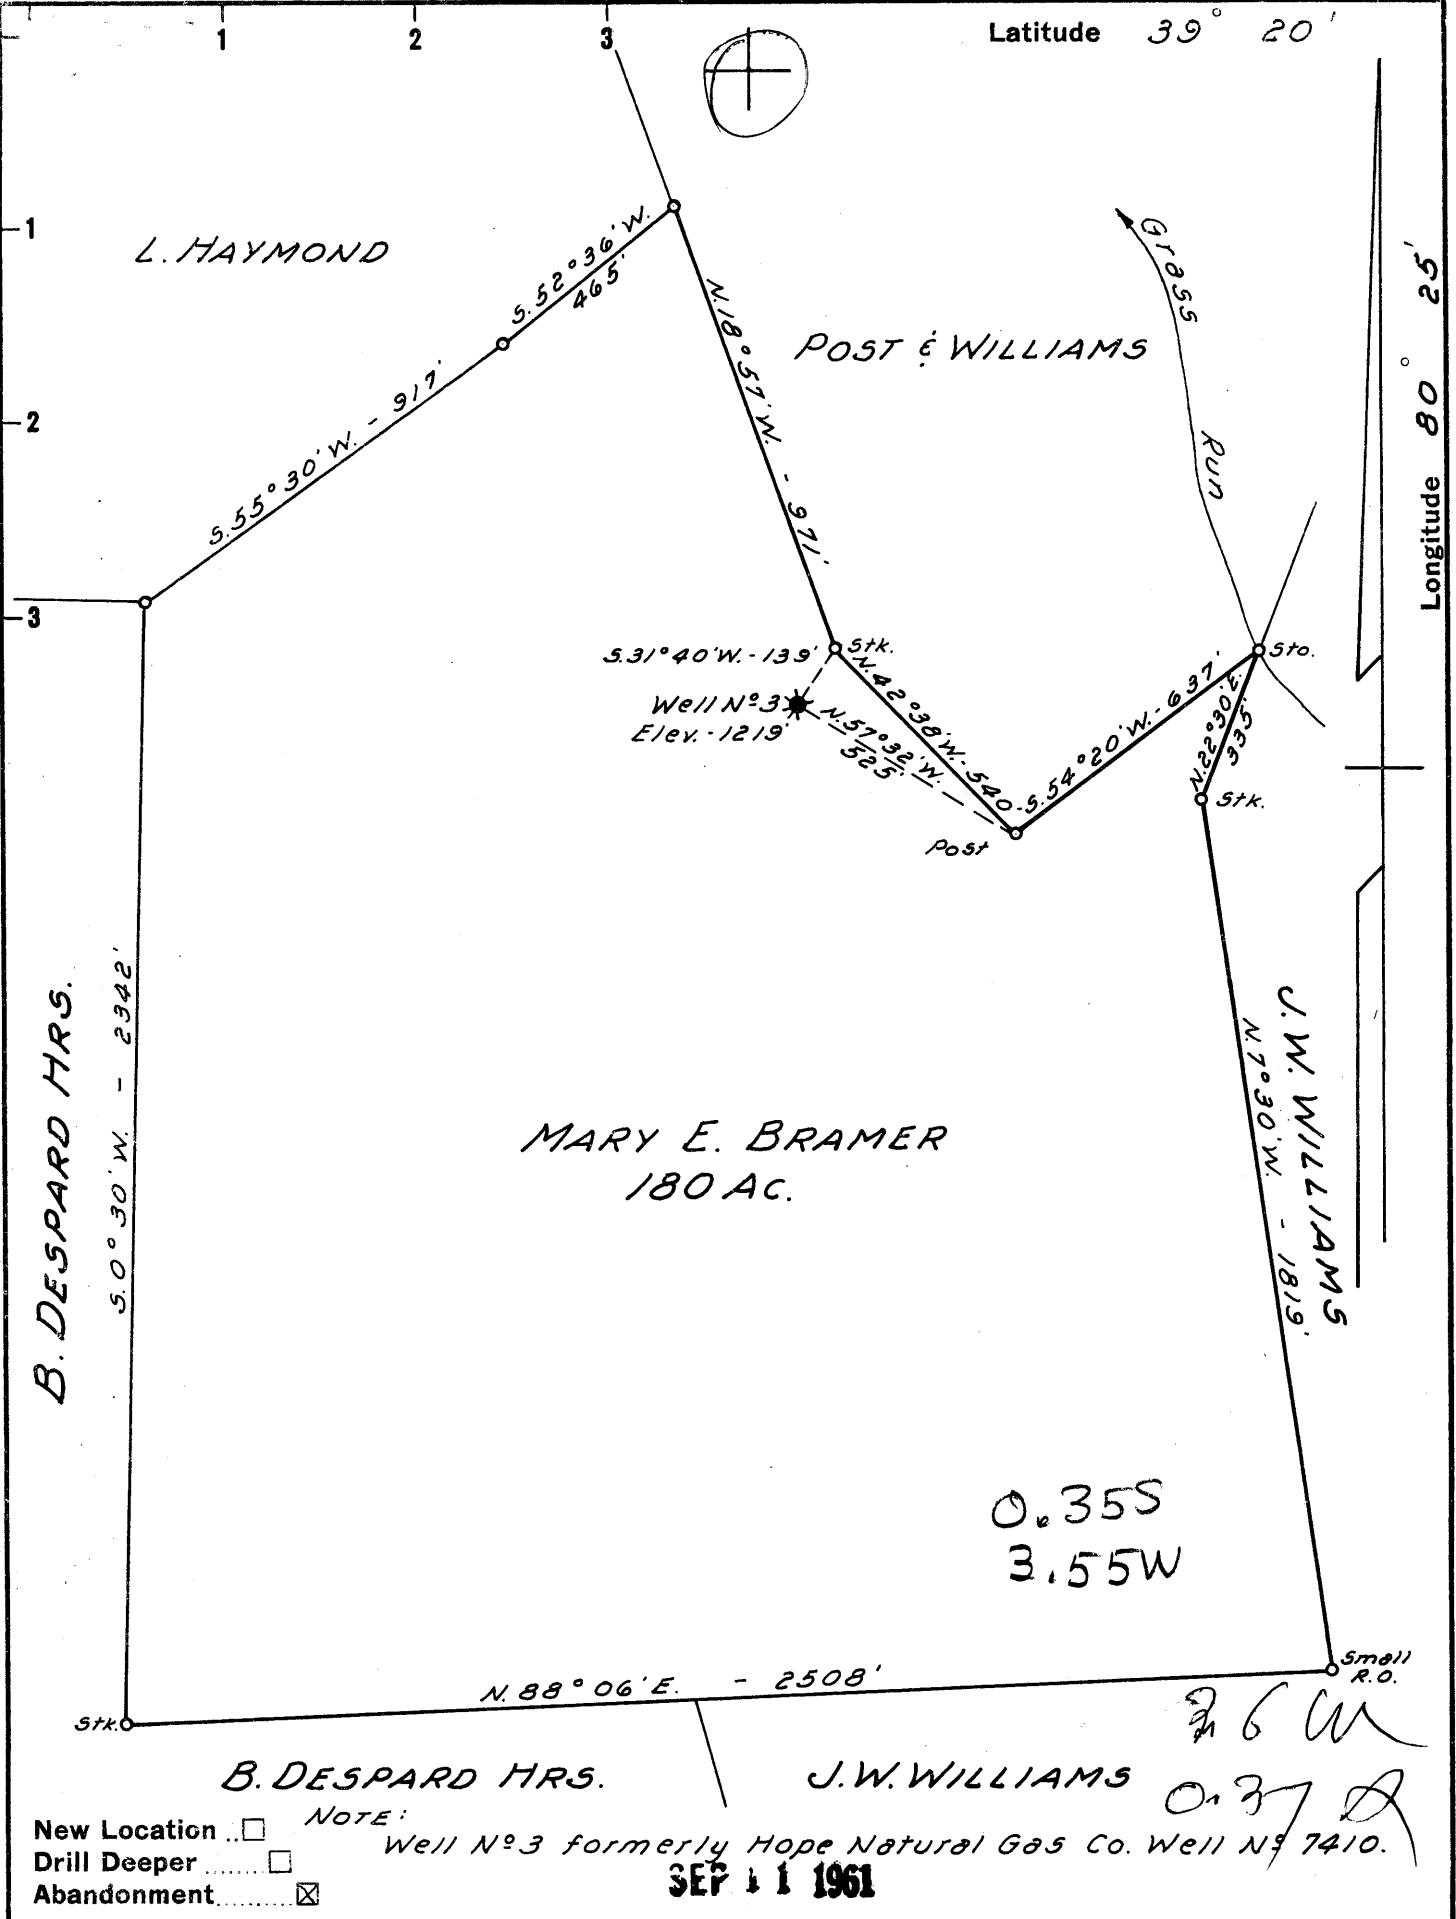 1 2 3
Latitude 39° 20'
1
2
3
Longitude 80° 25'
L. HAYMOND
S.52°36'W.
465'
S.55°30'W. - 917'
N.18°57'W. - 971'
POST & WILLIAMS
Grass Run
S.31°40'W.-139'
Stk.
Well Nº3
Elev.-1219'
N.57°32'W.
525'
N.42°38'W.-540
S.54°20'W.-637'
Sto.
N.22°30'E.
335'
Stk.
Post
B. DESPARD HRS.
S.0°30'W. - 2342'
MARY E. BRAMER
180 AC.
J.W. WILLIAMS
N.7°30'W. - 1819'
0.35S
3.55W
N.88°06'E. - 2508'
Stk.
Small
R.O.
B. DESPARD HRS.
J.W. WILLIAMS
0.37
NOTE:
Well Nº3 formerly Hope Natural Gas Co. Well Nº 7410.
New Location ..☐
Drill Deeper .......☐
Abandonment..........☒
SEP 11 1961